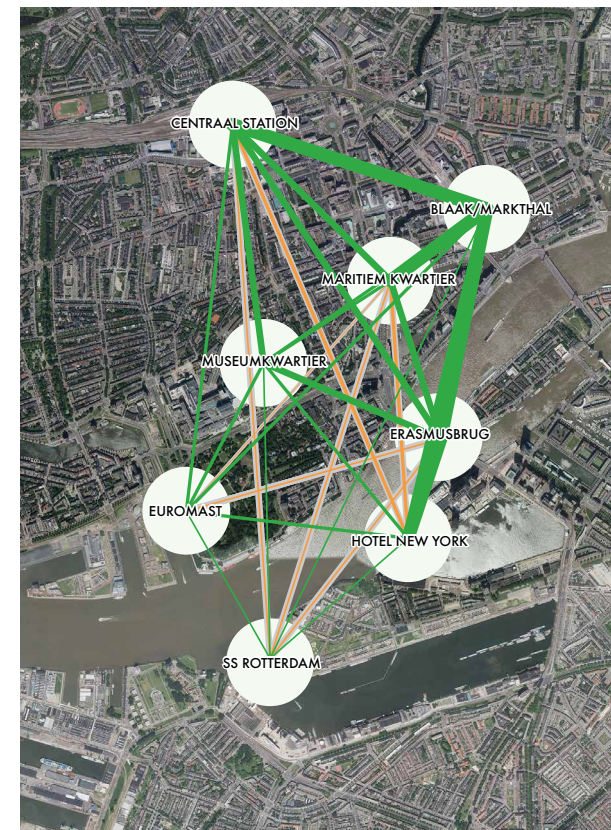 CENTRAAL STATION
BLAAK/MARKTHAL
MARITIEM KWARTIER
MUSEUMKWARTIER
ERASMUSBRUG
EUROMAST
HOTEL NEW YORK
SS ROTTERDAM